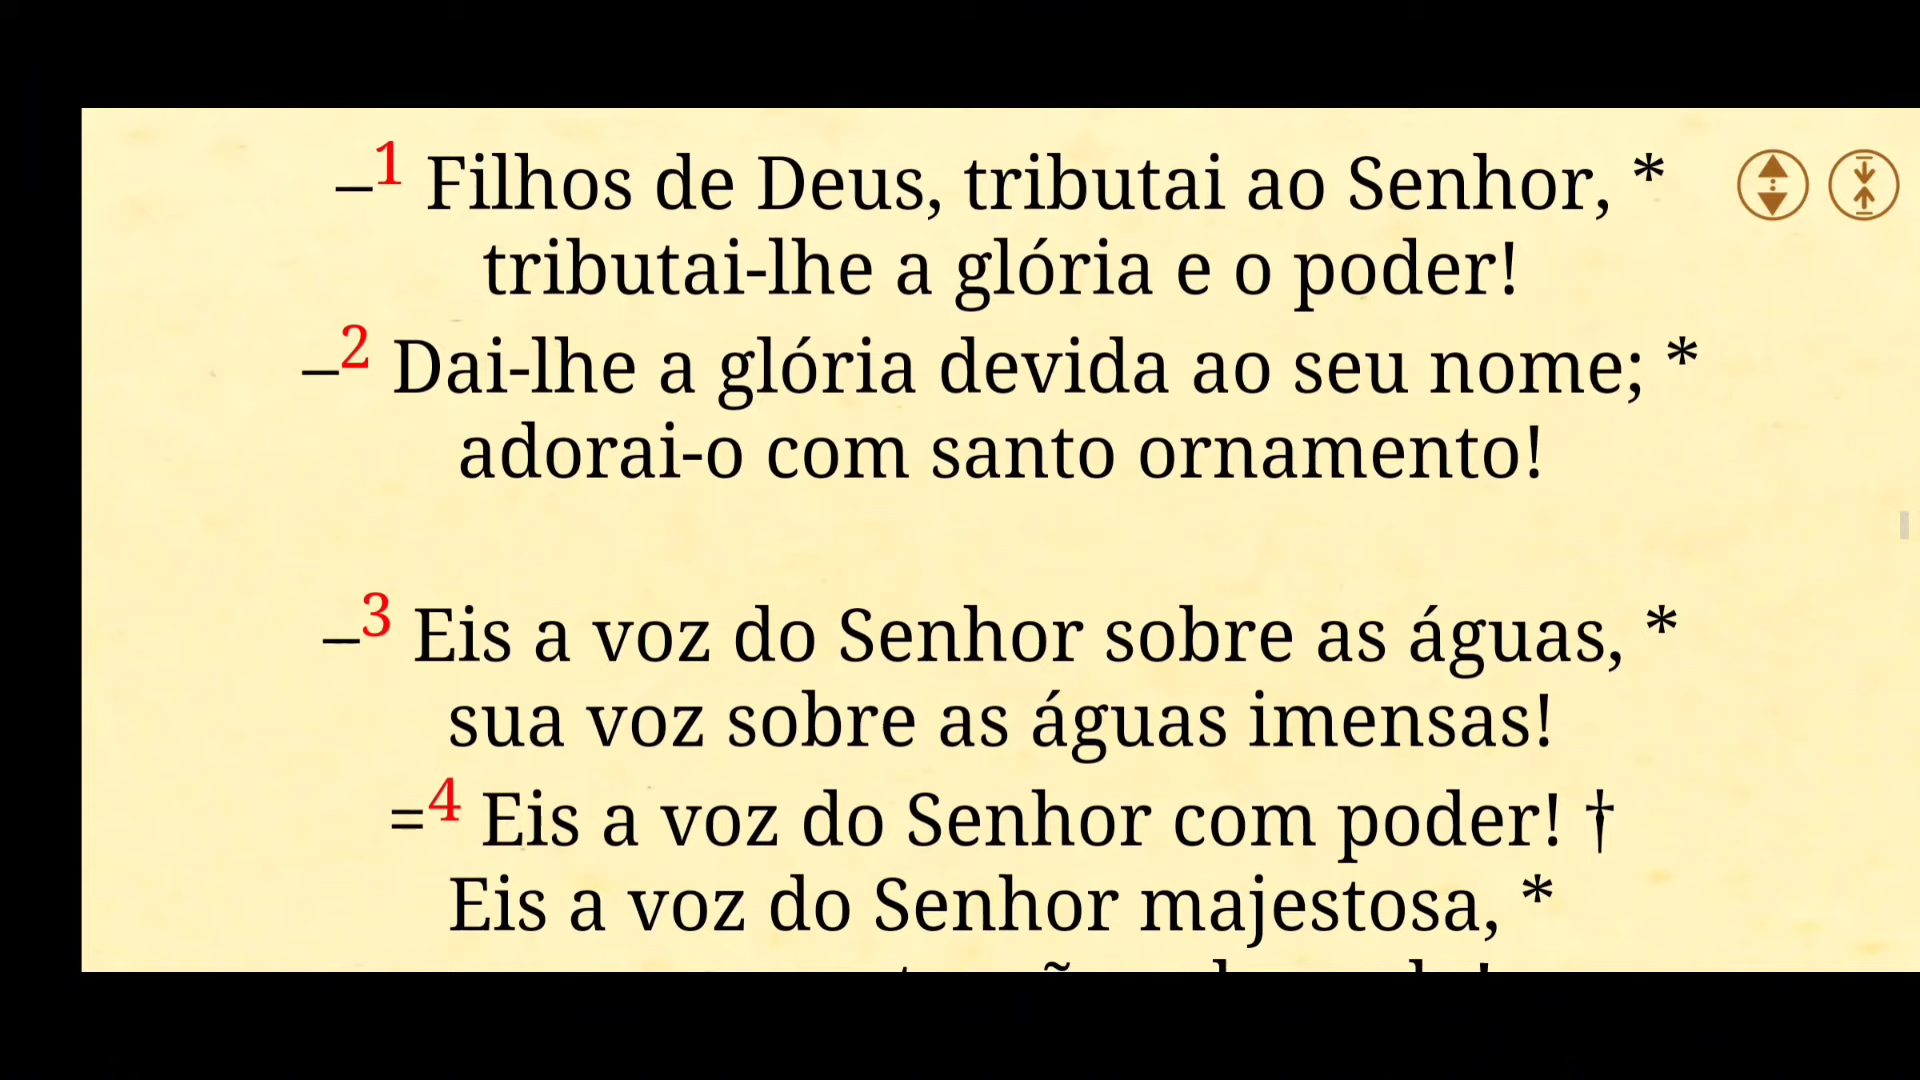 –1 Filhos de Deus, tributai ao Senhor, *
tributai-lhe a glória e o poder!
–2 Dai-lhe a glória devida ao seu nome; *
adorai-o com santo ornamento!
–3 Eis a voz do Senhor sobre as águas, *
sua voz sobre as águas imensas!
=4 Eis a voz do Senhor com poder! †
Eis a voz do Senhor majestosa, *